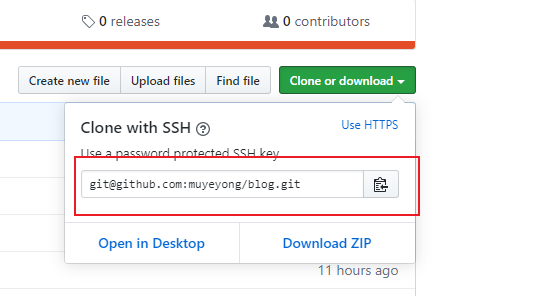 0 releases
0 contributors
Create new file
Upload files
Find file
Clone or download
Clone with SSH
Use HTTPS
Use a password protected SSH key
git@github.com:muyeyong/blog.git
Open in Desktop
Download ZIP
11 hours ago